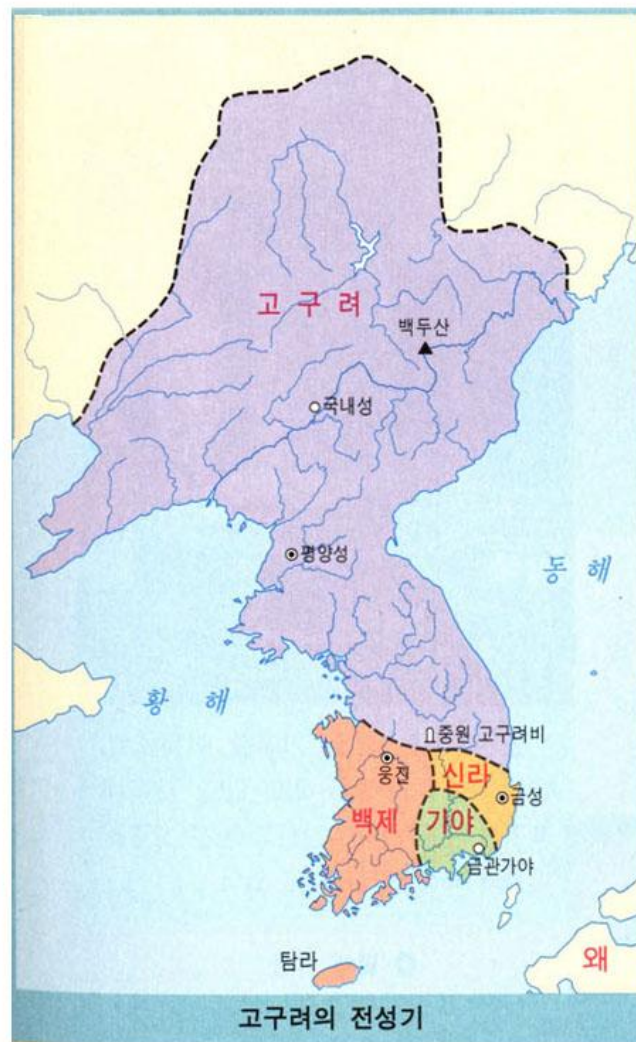 고구려
백두산
국내성
평양성
동해
황해
중원 고구려비
웅진
신라
금성
백제
가야
금관가야
탐라
왜
고구려의 전성기